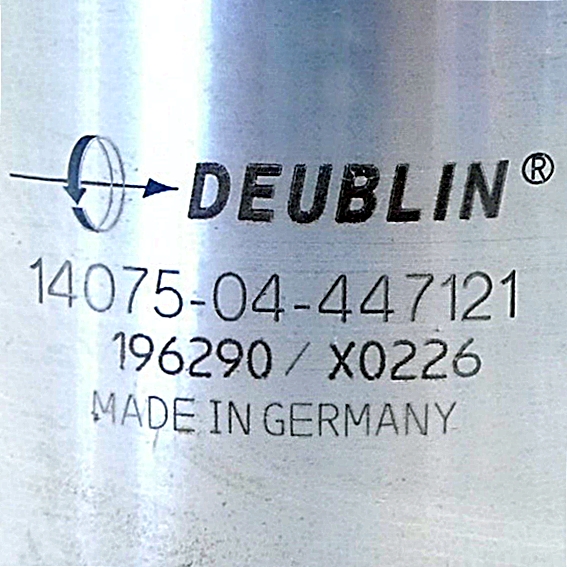 DEUBLIN®
14075-04-447121
196290 / X0226
MADE IN GERMANY